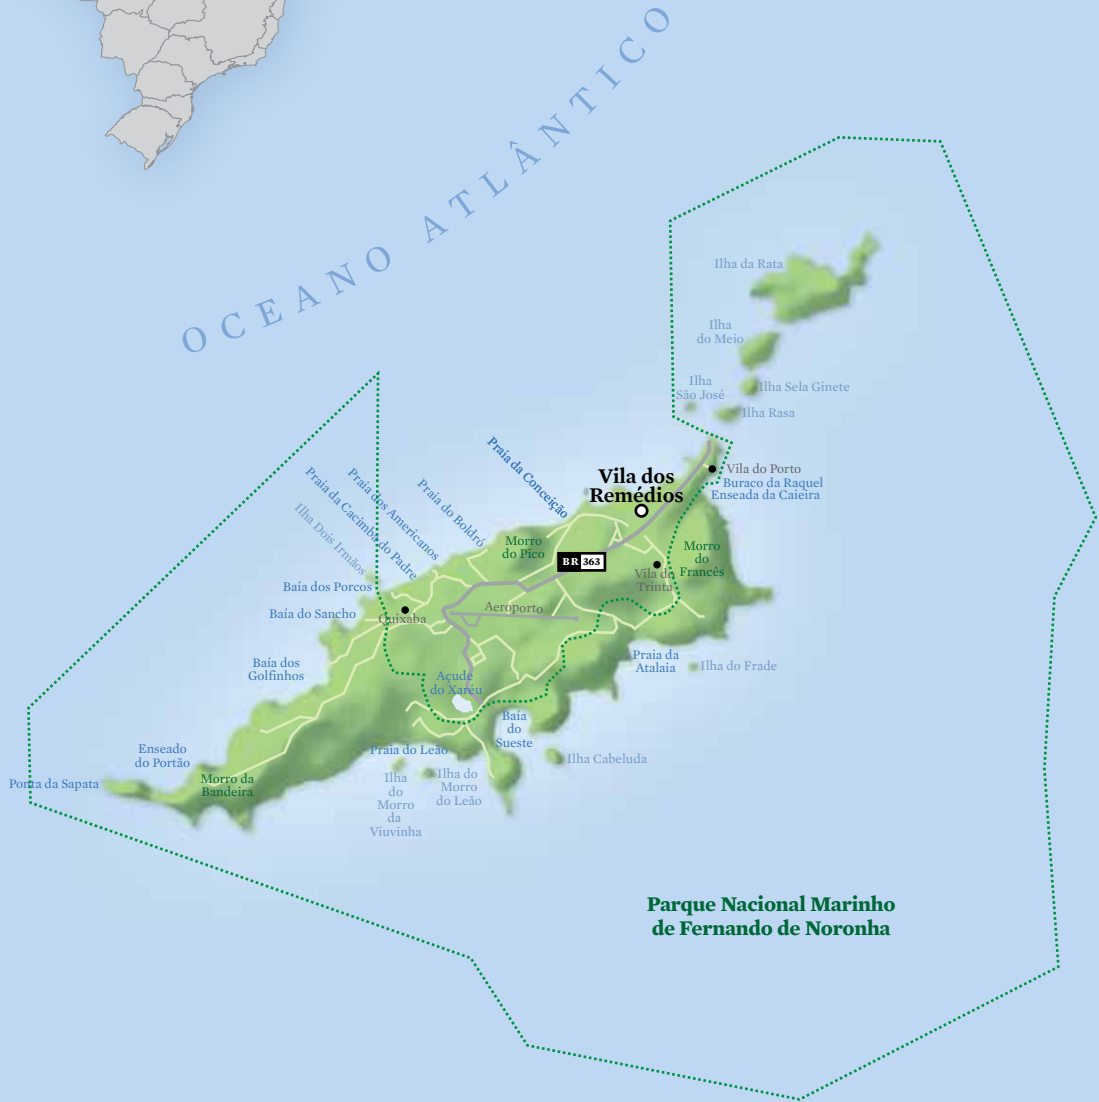 OCEANO ATLÂNTICO
Ilha da Rata
Ilha
do Meio
Ilha
São José
Ilha Sela Ginete
Ilha Rasa
Praia da Conceição
Vila dos
Remédios
Vila do Porto
Buraco da Raquel
Enseada da Caieira
Praia do Boldró
Praia dos Americanos
Praia da Cacimba do Padre
Ilha Dois Irmãos
Morro
do Pico
BR 363
Morro
do
Francês
Vila do
Trinta
Baía dos Porcos
Baía do Sancho
Quixaba
Aeroporto
Baía dos
Golfinhos
Praia da
Atalaia
Ilha do Frade
Açude
do Xaréu
Baía
do
Sueste
Enseado
do Portão
Praia do Leão
Ilha Cabeluda
Ponta da Sapata
Morro da
Bandeira
Ilha
do
Morro
da
Viuvinha
Ilha do
Morro
do Leão
Parque Nacional Marinho
de Fernando de Noronha